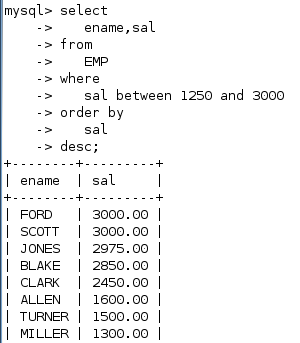 mysql> select
    ->     ename,sal
    -> from
    ->     EMP
    -> where
    ->     sal between 1250 and 3000
    -> order by
    ->     sal
    -> desc;
+--------+---------+
| ename  | sal     |
+--------+---------+
| FORD   | 3000.00 |
| SCOTT  | 3000.00 |
| JONES  | 2975.00 |
| BLAKE  | 2850.00 |
| CLARK  | 2450.00 |
| ALLEN  | 1600.00 |
| TURNER | 1500.00 |
| MILLER | 1300.00 |